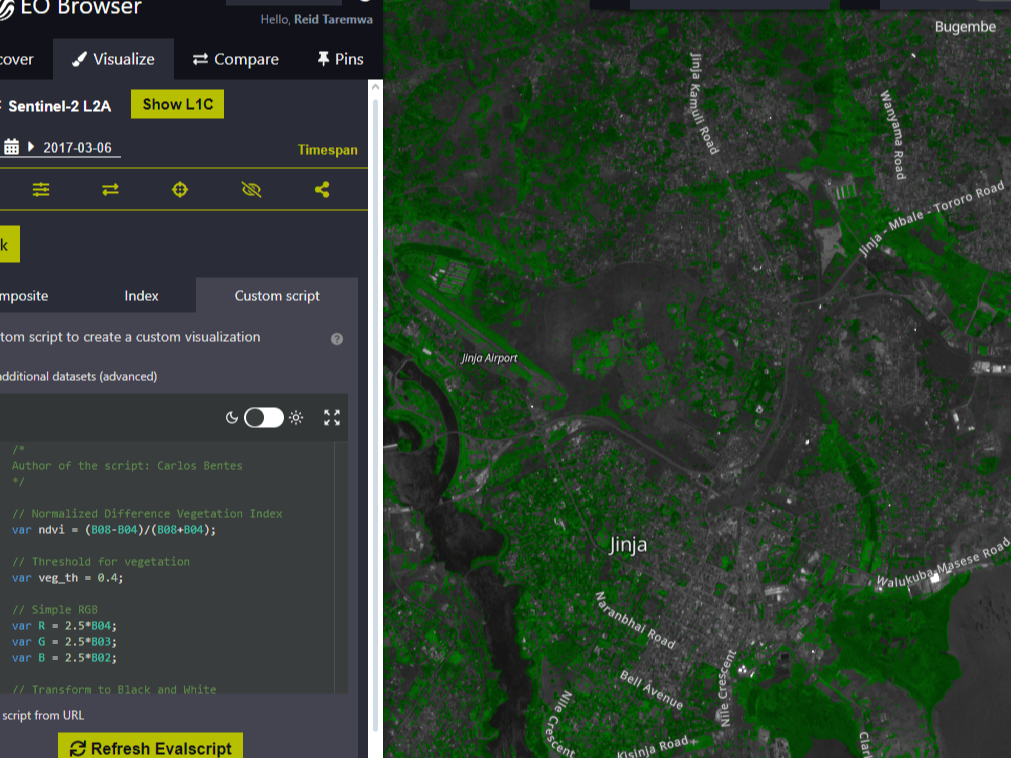 EO Browser
Hello, Reid Taremwa
cover
Visualize
Compare
Pins
Sentinel-2 L2A
Show L1C
2017-03-06
Timespan
k
mposite
Index
Custom script
tom script to create a custom visualization
additional datasets (advanced)
/*
Author of the script: Carlos Bentes
*/
// Normalized Difference Vegetation Index
var ndvi = (B08-B04)/(B08+B04);
// Threshold for vegetation
var veg_th = 0.4;
// Simple RGB
var R = 2.5*B04;
var G = 2.5*B03;
var B = 2.5*B02;
// Transform to Black and White
script from URL
Refresh Evalscript
Bugembe
Jinja Kamuli Road
Wanyama Road
Jinja - Mbale - Tororo Road
Jinja Airport
Jinja
Walukuba-Masese Road
Naranbhai Road
Bell Avenue
Nile Crescent
Nile Crescent
Kisinja Road
Clar